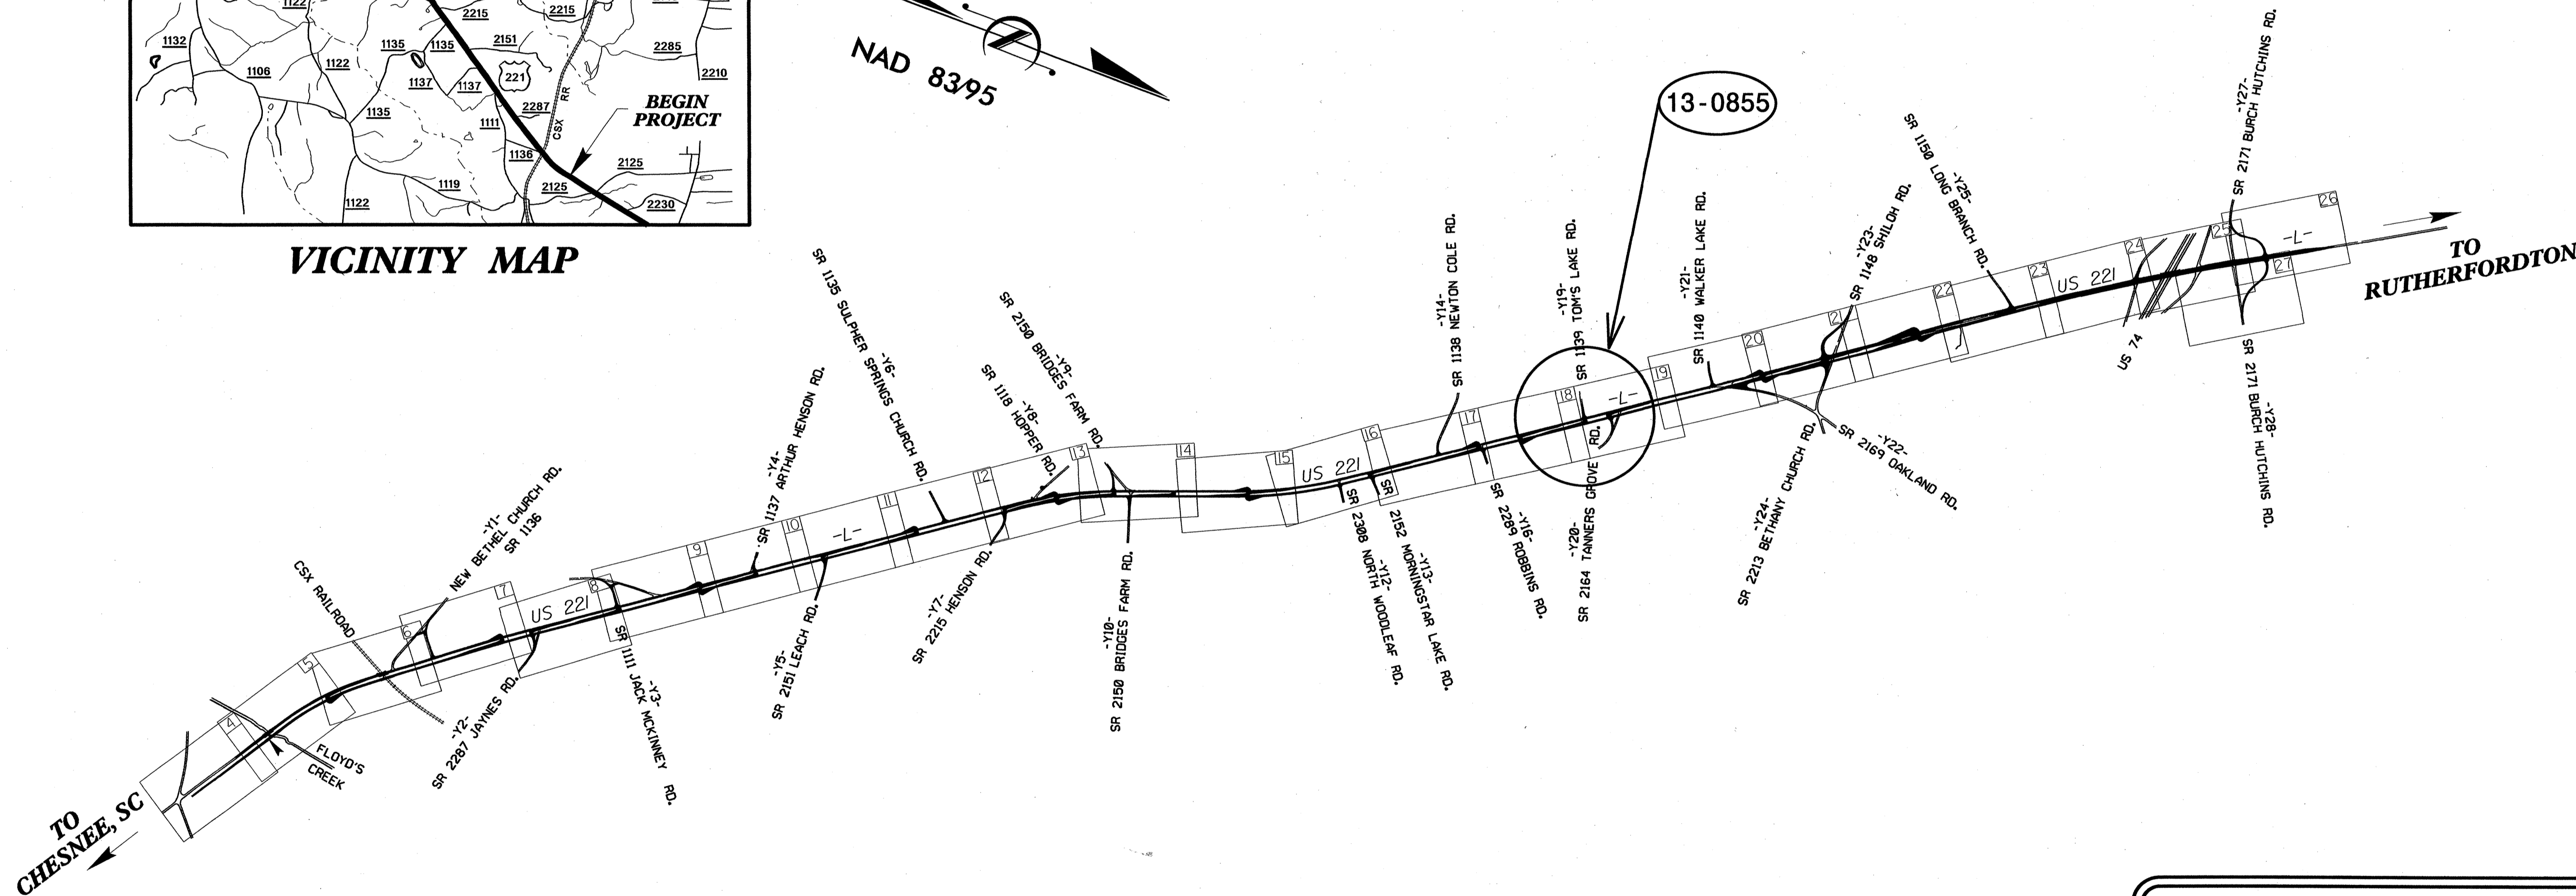 1122
2215
2215
1132
1135
1135
2151
2285
1106
1122
221
2210
1137
1137
1135
2287
RR
CSX
BEGIN
PROJECT
1111
1136
2125
1119
2125
1122
2230
VICINITY MAP
NAD 83/95
13-0855
-Y27-
SR 2171 BURCH HUTCHINS RD.
-Y25-
SR 1150 LONG BRANCH RD.
-Y23-
SR 1148 SHILOH RD.
-Y21-
SR 1140 WALKER LAKE RD.
-Y19-
SR 1139 TOM'S LAKE RD.
-Y14-
SR 1138 NEWTON COLE RD.
-Y9-
SR 2150 BRIDGES FARM RD.
-Y8-
SR 1118 HOPPER RD.
-Y6-
SR 1135 SULPHER SPRINGS CHURCH RD.
-Y4-
SR 1137 ARTHUR HENSON RD.
-Y1-
NEW BETHEL CHURCH RD.
SR 1136
CSX RAILROAD
4
5
6
7
8
9
10
11
12
13
14
15
16
17
18
19
20
21
22
23
24
25
26
27
US 221
-L-
US 221
-L-
US 221
-L-
TO
RUTHERFORDTON
US 74
-Y28-
SR 2171 BURCH HUTCHINS RD.
-Y22-
SR 2169 OAKLAND RD.
-Y24-
SR 2213 BETHANY CHURCH RD.
-Y20-
SR 2164 TANNERS GROVE RD.
-Y16-
SR 2289 ROBBINS RD.
-Y13-
SR 2152 MORNINGSTAR LAKE RD.
-Y12-
SR 2308 NORTH WOODLEAF RD.
-Y10-
SR 2150 BRIDGES FARM RD.
-Y7-
SR 2215 HENSON RD.
-Y5-
SR 2151 LEACH RD.
-Y3-
SR 1111 JACK MCKINNEY RD.
-Y2-
SR 2287 JAYNES RD.
FLOYD'S
CREEK
TO
CHESNEE, SC